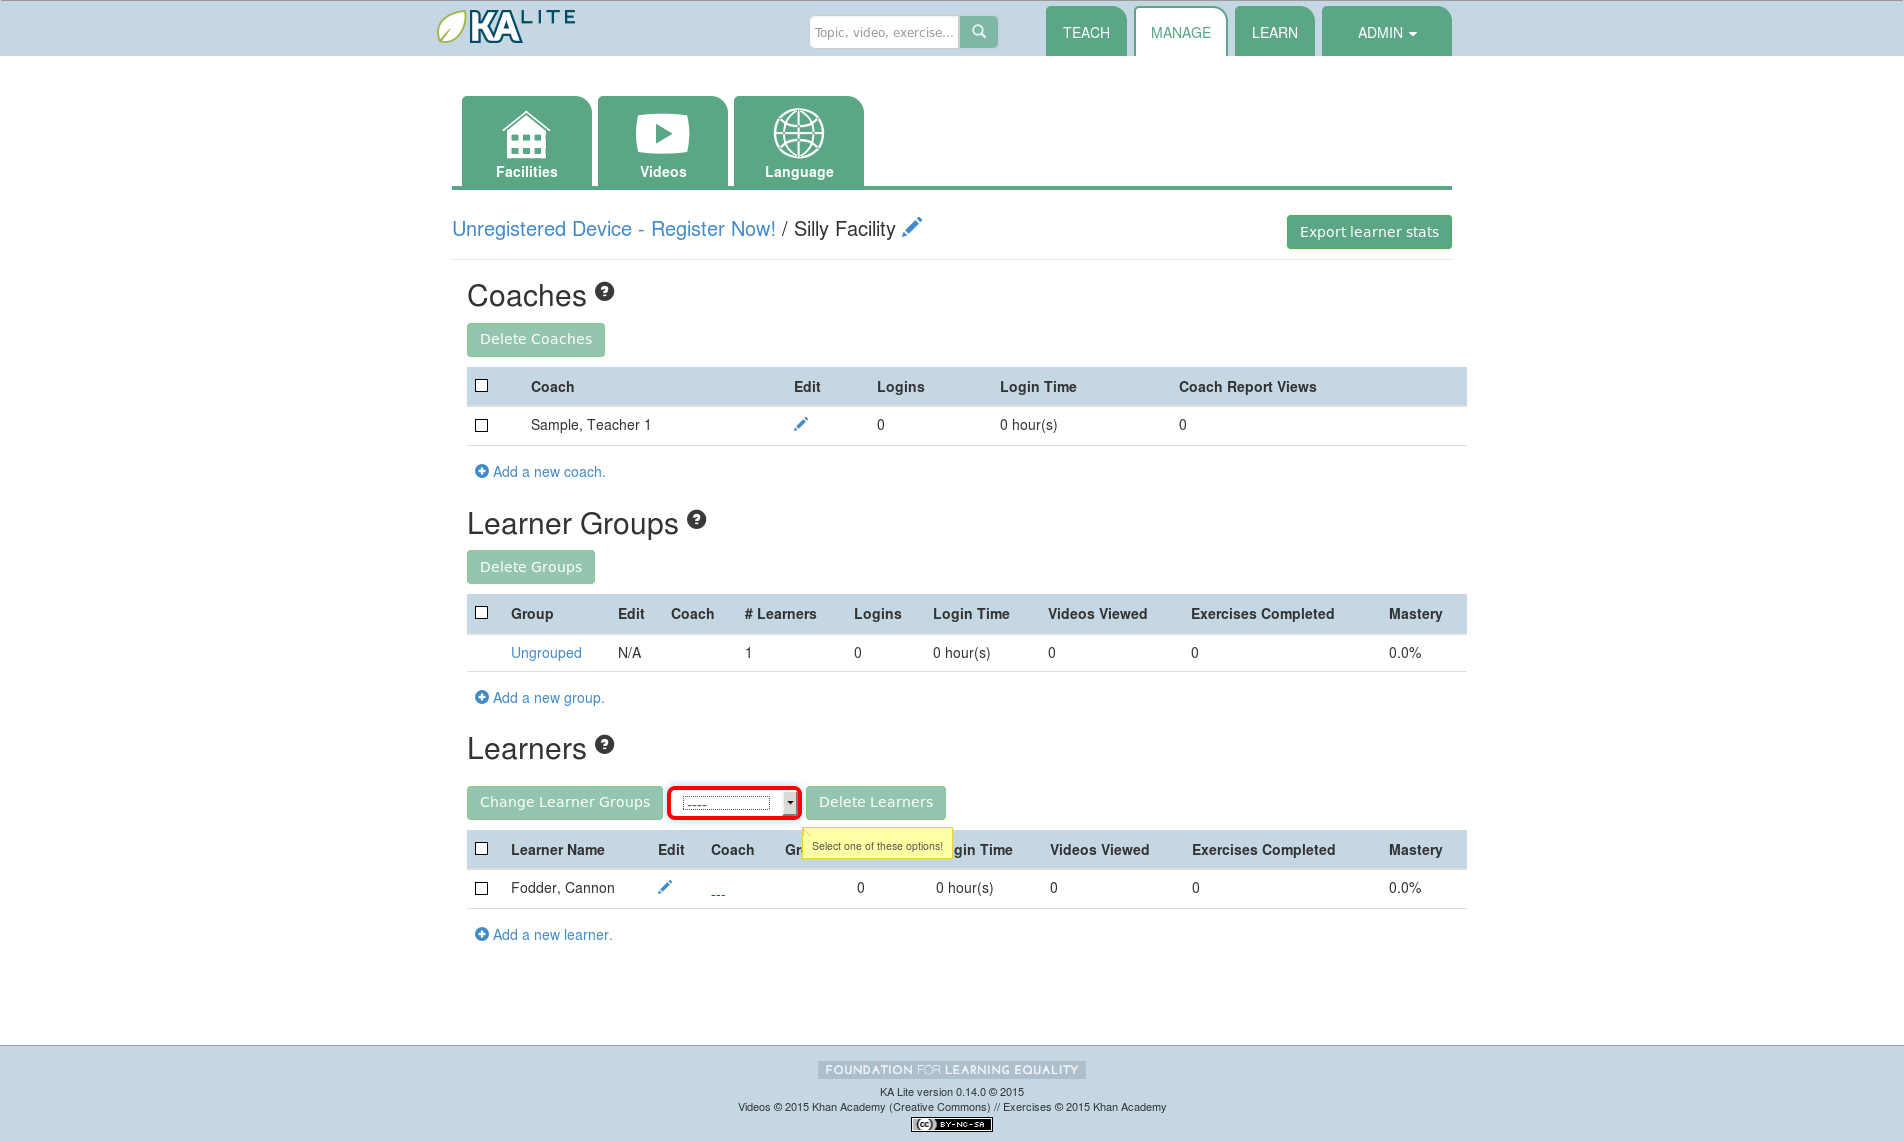 KA LITE
Topic, video, exercise...
TEACH
MANAGE
LEARN
ADMIN
Facilities
Videos
Language
Unregistered Device - Register Now! / Silly Facility
Export learner stats
Coaches
Delete Coaches
Coach Edit Logins Login Time Coach Report Views
Sample, Teacher 1 0 0 hour(s) 0
Add a new coach.
Learner Groups
Delete Groups
Group Edit Coach # Learners Logins Login Time Videos Viewed Exercises Completed Mastery
Ungrouped N/A 1 0 0 hour(s) 0 0 0.0%
Add a new group.
Learners
Change Learner Groups ---- Delete Learners
Select one of these options!
Learner Name Edit Coach Gr gin Time Videos Viewed Exercises Completed Mastery
Fodder, Cannon --- 0 0 hour(s) 0 0 0.0%
Add a new learner.
FOUNDATION FOR LEARNING EQUALITY
KA Lite version 0.14.0 © 2015
Videos © 2015 Khan Academy (Creative Commons) // Exercises © 2015 Khan Academy
cc BY-NC-SA